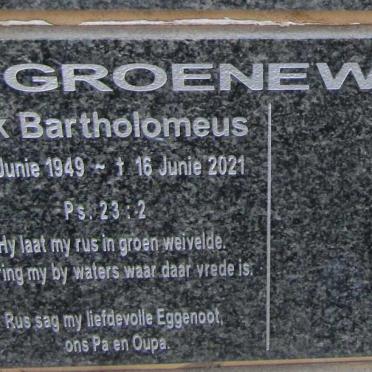 GROENEW
k Bartholomeus
Junie 1949 ~ † 16 Junie 2021
Ps: 23 : 2
Hy laat my rus in groen weivelde.
ring my by waters waar daar vrede is.
Rus sag my liefdevolle Eggenoot,
ons Pa en Oupa.